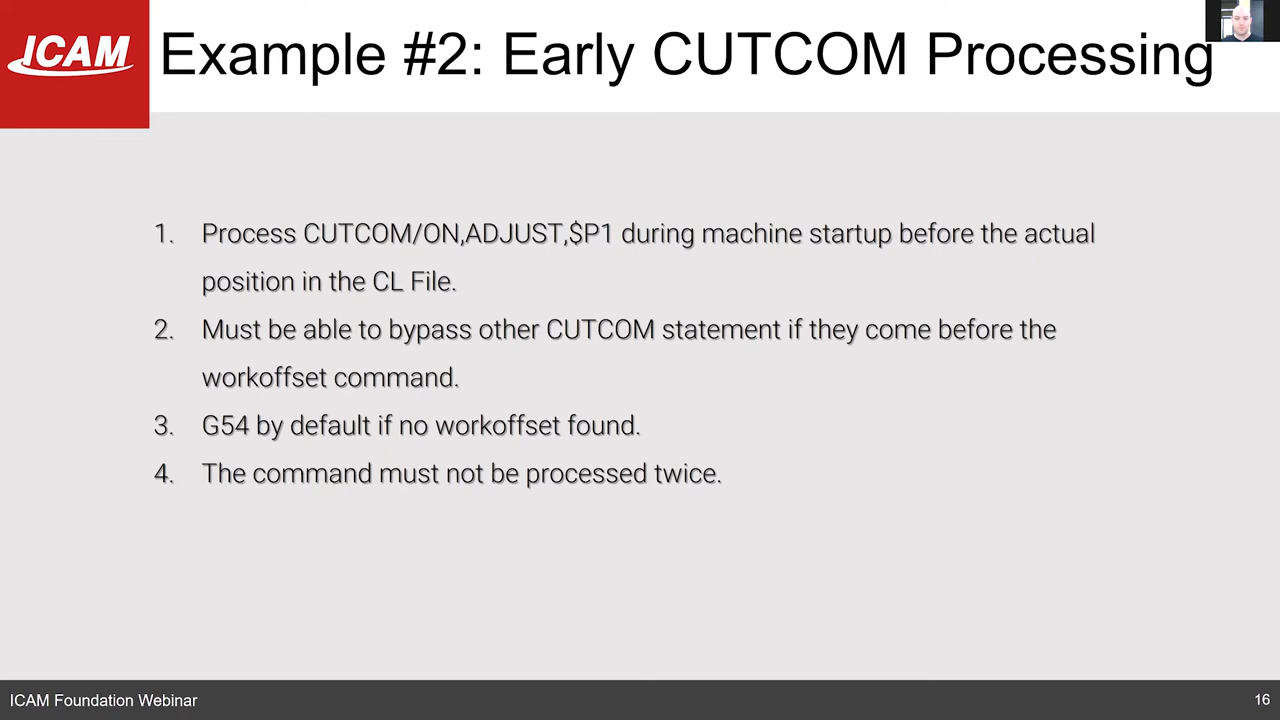 ICAM
Example #2: Early CUTCOM Processing
1. Process CUTCOM/ON,ADJUST,$P1 during machine startup before the actual
position in the CL File.
2. Must be able to bypass other CUTCOM statement if they come before the
workoffset command.
3. G54 by default if no workoffset found.
4. The command must not be processed twice.
ICAM Foundation Webinar
16